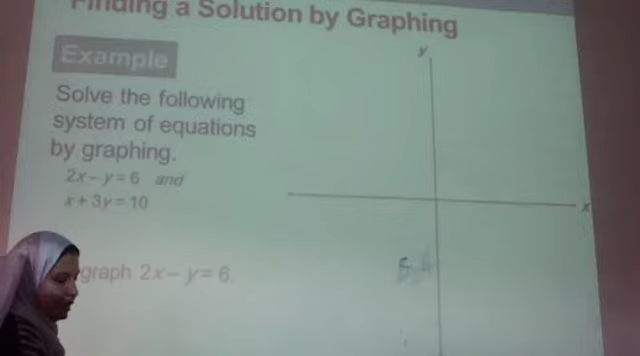 Finding a Solution by Graphing
Example
Solve the following
system of equations
by graphing.
2x – y = 6 and
x + 3y = 10
graph 2x – y = 6.
y
x